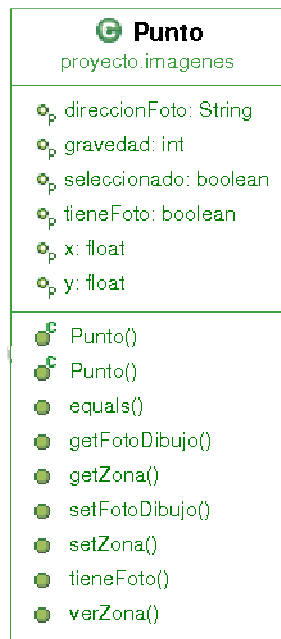 C Punto
proyecto.imagenes
P direccionFoto: String
P gravedad: int
P seleccionado: boolean
P tieneFoto: boolean
P x: float
P y: float
C Punto()
C Punto()
equals()
getFotoDibujo()
getZona()
setFotoDibujo()
setZona()
tieneFoto()
verZona()